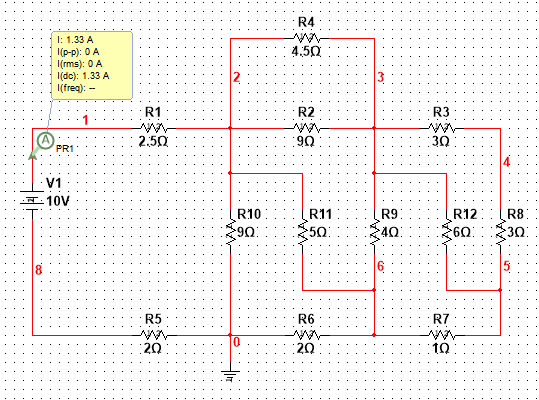 I: 1.33 A
I(p-p): 0 A
I(rms): 0 A
I(dc): 1.33 A
I(freq): --
R4
4.5Ω
2
3
1
R1
2.5Ω
R2
9Ω
R3
3Ω
A
PR1
4
V1
10V
R10
9Ω
R11
5Ω
R9
4Ω
R12
6Ω
R8
3Ω
8
6
5
R5
2Ω
0
R6
2Ω
R7
1Ω